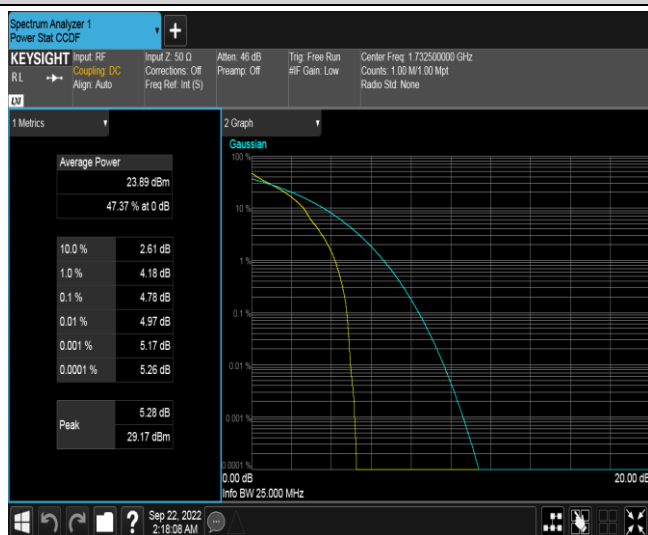 Spectrum Analyzer 1
Power Stat CCDF
+
KEYSIGHT
RL
LXI
Input: RF
Coupling: DC
Align: Auto
Input Z: 50 Ω
Corrections: Off
Freq Ref: Int (S)
Atten: 46 dB
Preamp: Off
Trig: Free Run
#IF Gain: Low
Center Freq: 1.732500000 GHz
Counts: 1.00 M/1.00 Mpt
Radio Std: None
1 Metrics
Average Power
23.89 dBm
47.37 % at 0 dB
10.0 % 2.61 dB
1.0 % 4.18 dB
0.1 % 4.78 dB
0.01 % 4.97 dB
0.001 % 5.17 dB
0.0001 % 5.26 dB
Peak
5.28 dB
29.17 dBm
2 Graph
Gaussian
100 %
10 %
1 %
0.1 %
0.01 %
0.001 %
0.0001 %
0.00 dB 20.00 dB
Info BW 25.000 MHz
?
Sep 22, 2022
2:18:08 AM